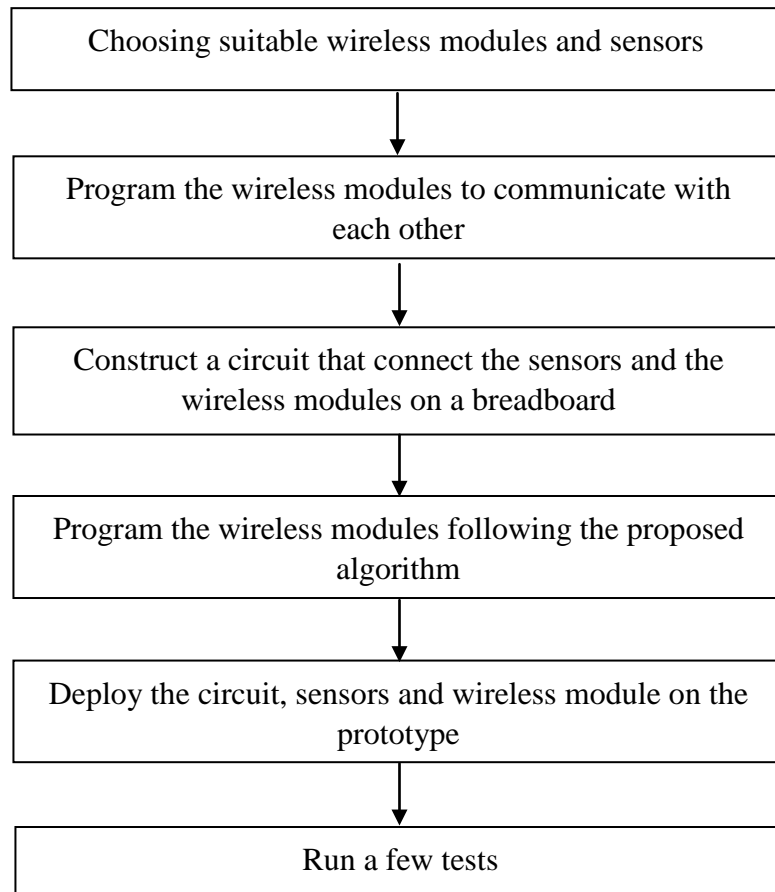 Choosing suitable wireless modules and sensors
Program the wireless modules to communicate with
each other
Construct a circuit that connect the sensors and the
wireless modules on a breadboard
Program the wireless modules following the proposed
algorithm
Deploy the circuit, sensors and wireless module on the
prototype
Run a few tests